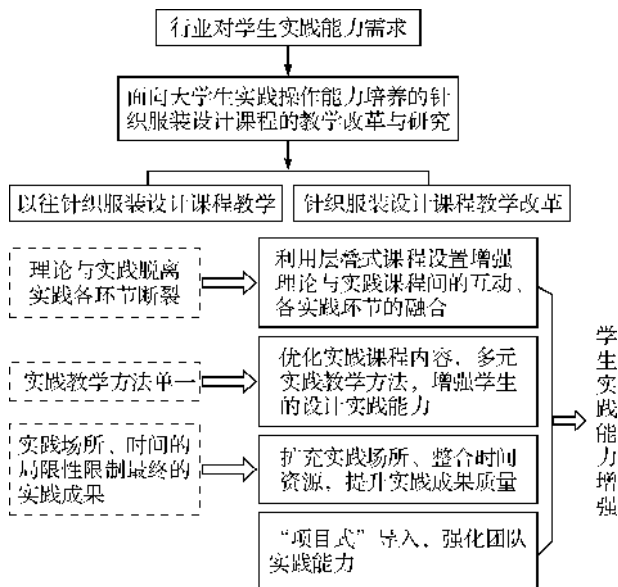 行业对学生实践能力需求
面向大学生实践操作能力培养的针
织服装设计课程的教学改革与研究
以往针织服装设计课程教学
针织服装设计课程教学改革
理论与实践脱离
实践各环节断裂
利用层叠式课程设置增强
理论与实践课程间的互动、
各实践环节的融合
实践教学方法单一
优化实践课程内容，多元
实践教学方法，增强学生
的设计实践能力
实践场所、时间的
局限性限制最终的
实践成果
扩充实践场所、整合时间
资源，提升实践成果质量
“项目式”导入、强化团队
实践能力
学生实践能力增强